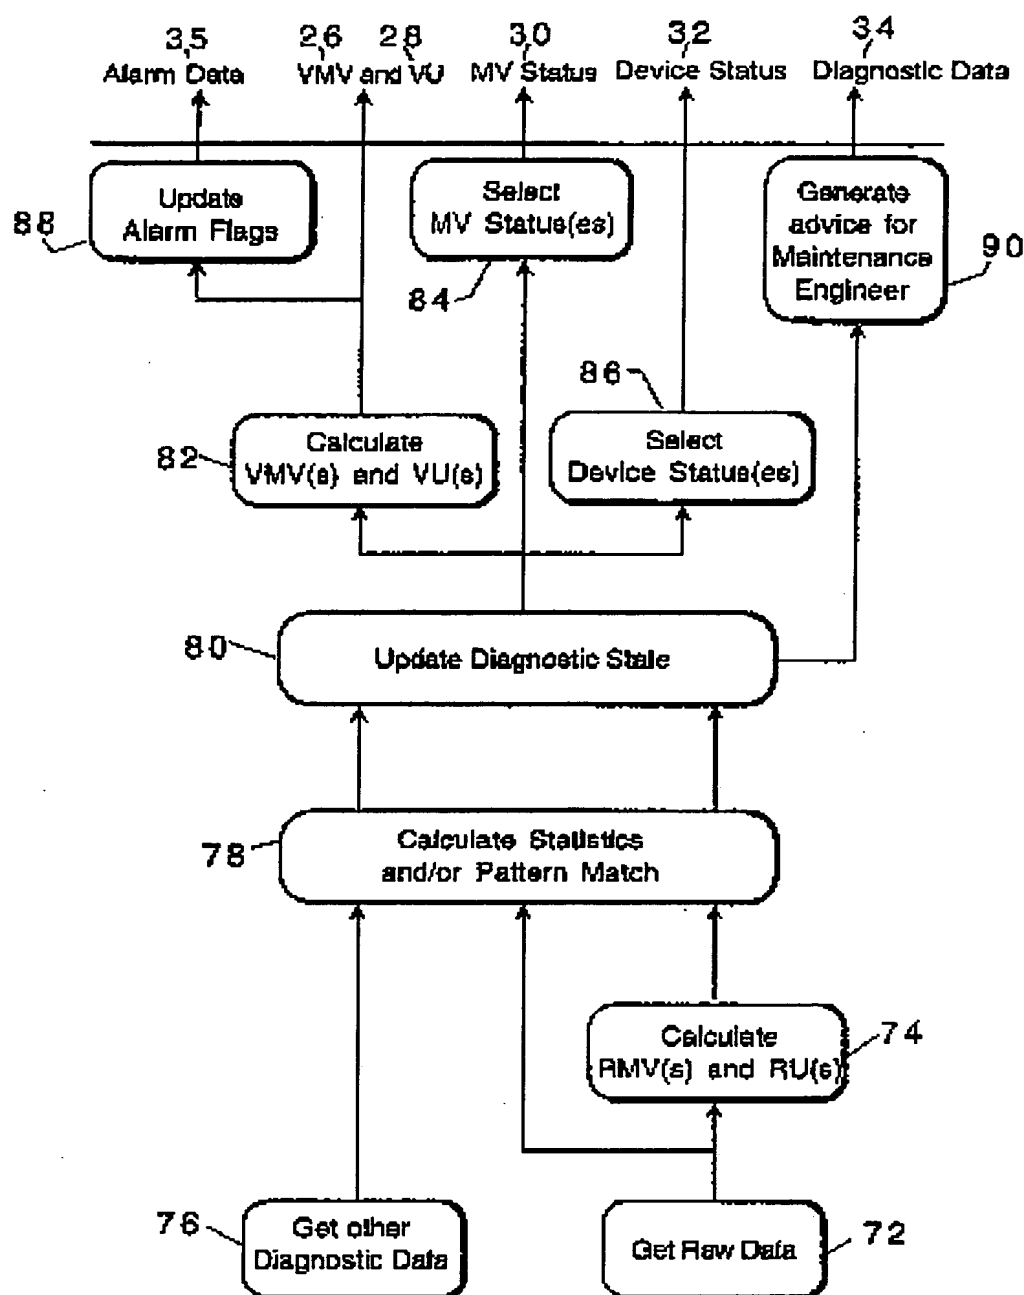 35 26 28 30 32 34
Alarm Data VMV and VU MV Status Device Status Diagnostic Data
Update
Alarm Flags
88
Select
MV Status(es)
84
Generate
advice for
Maintenance
Engineer
90
86
Calculate
VMV(s) and VU(s)
82
Select
Device Status(es)
80
Update Diagnostic State
78
Calculate Statistics
and/or Pattern Match
Calculate
RMV(s) and RU(s)
74
76
Get other
Diagnostic Data
Get Raw Data
72